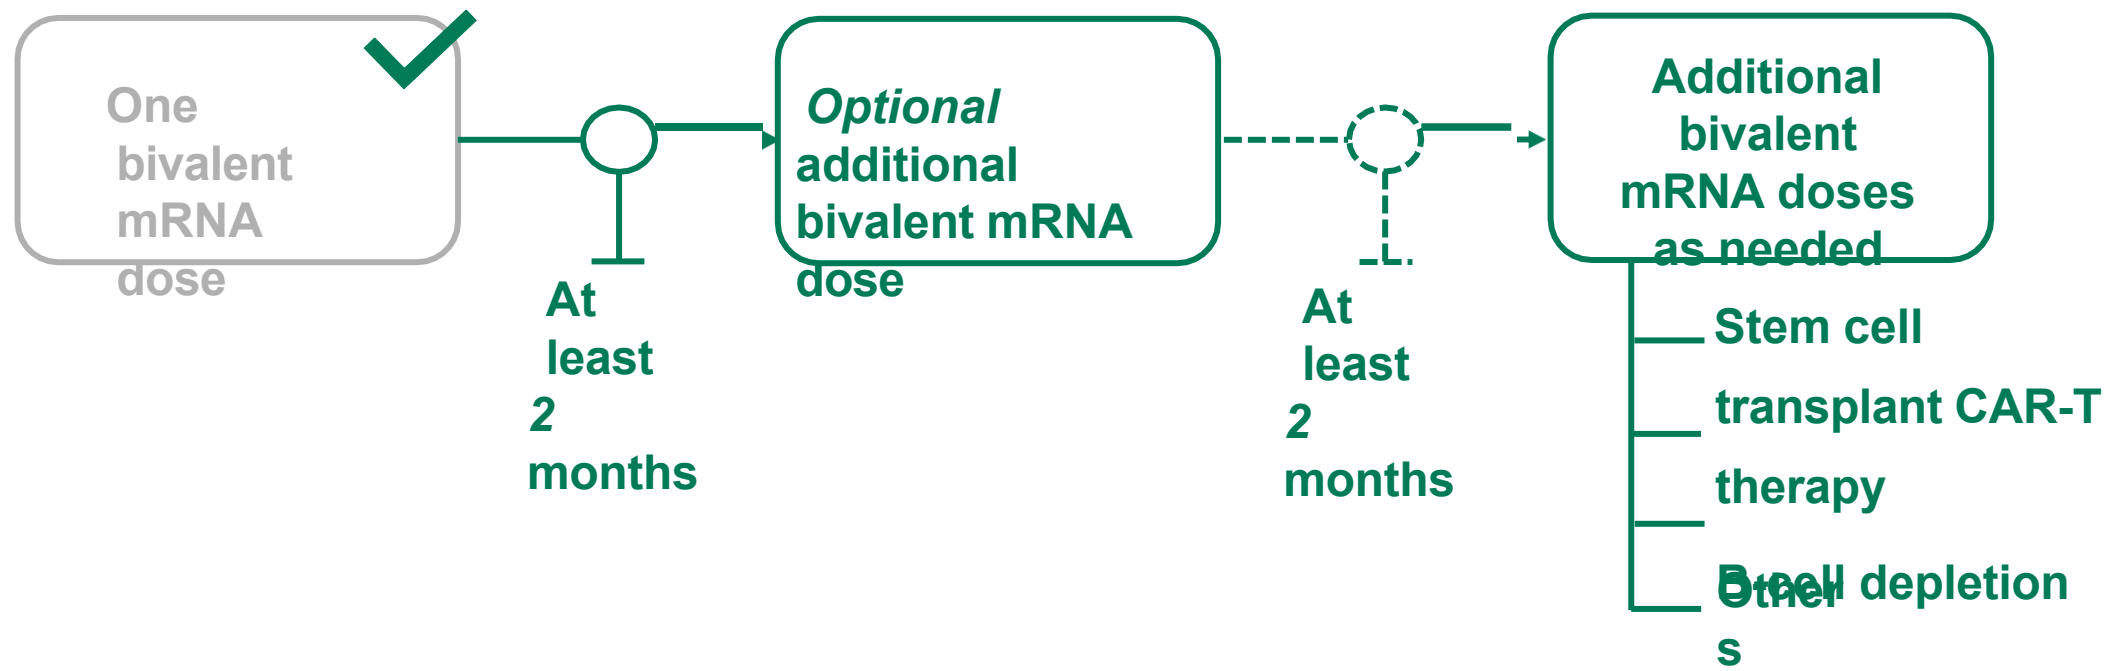 One
bivalent
mRNA
dose
At
least
2
months
Optional
additional
bivalent mRNA
dose
At
least
2
months
Additional
bivalent
mRNA doses
as needed
Stem cell
transplant CAR-T
therapy
B-cell depletion
Other
s